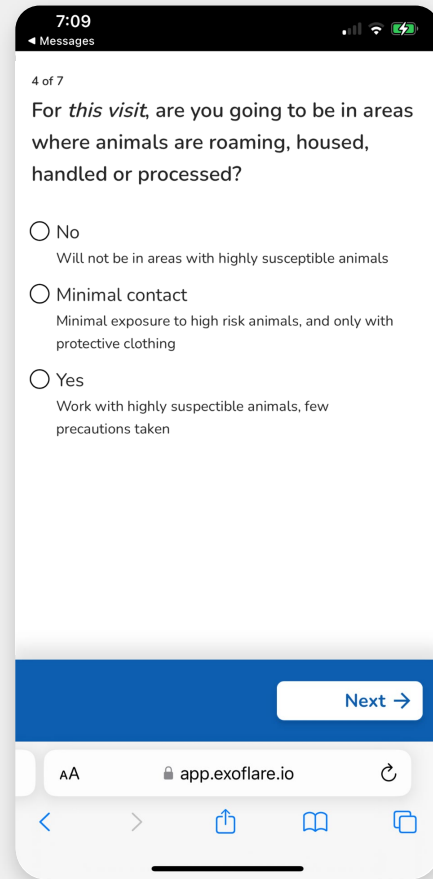 7:09
◀ Messages
4 of 7
For this visit, are you going to be in areas
where animals are roaming, housed,
handled or processed?
No
Will not be in areas with highly susceptible animals
Minimal contact
Minimal exposure to high risk animals, and only with
protective clothing
Yes
Work with highly suspectible animals, few
precautions taken
Next →
AA
app.exoflare.io